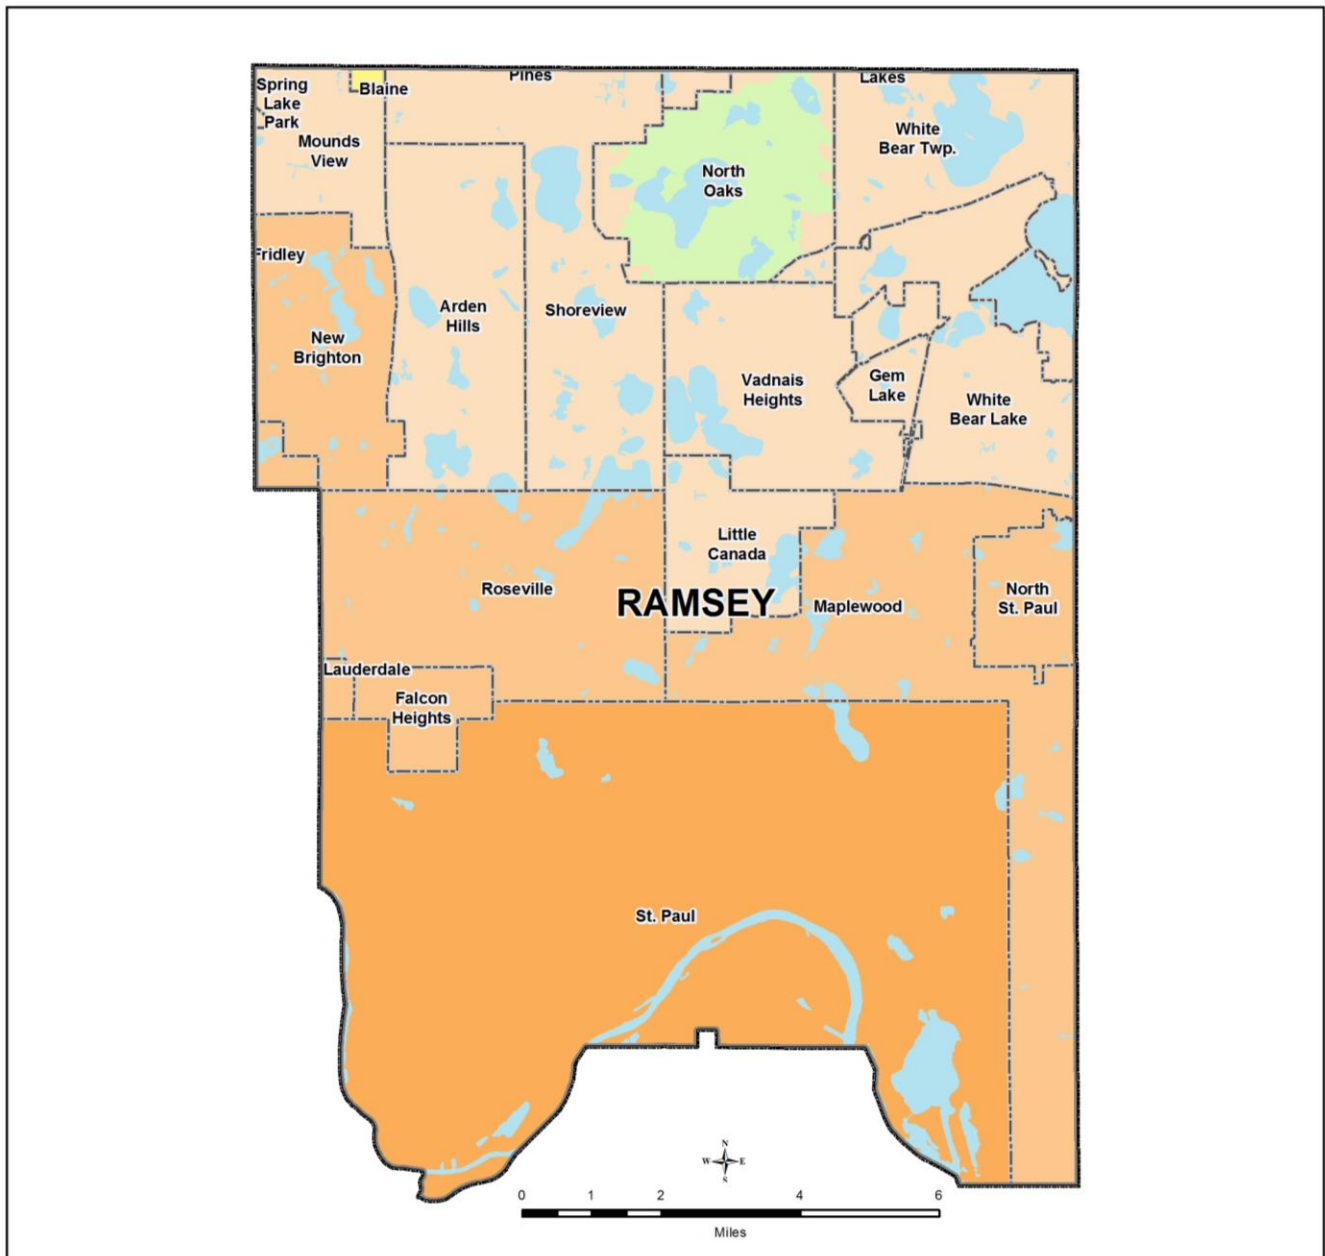 Pines
Lakes
Spring
Lake
Park
Blaine
Mounds
View
White
Bear Twp.
North
Oaks
Fridley
New
Brighton
Arden
Hills
Shoreview
Vadnais
Heights
Gem
Lake
White
Bear Lake
Little
Canada
Roseville
RAMSEY
Maplewood
North
St. Paul
Lauderdale
Falcon
Heights
St. Paul
N
W E
S
0 1 2 4 6
Miles